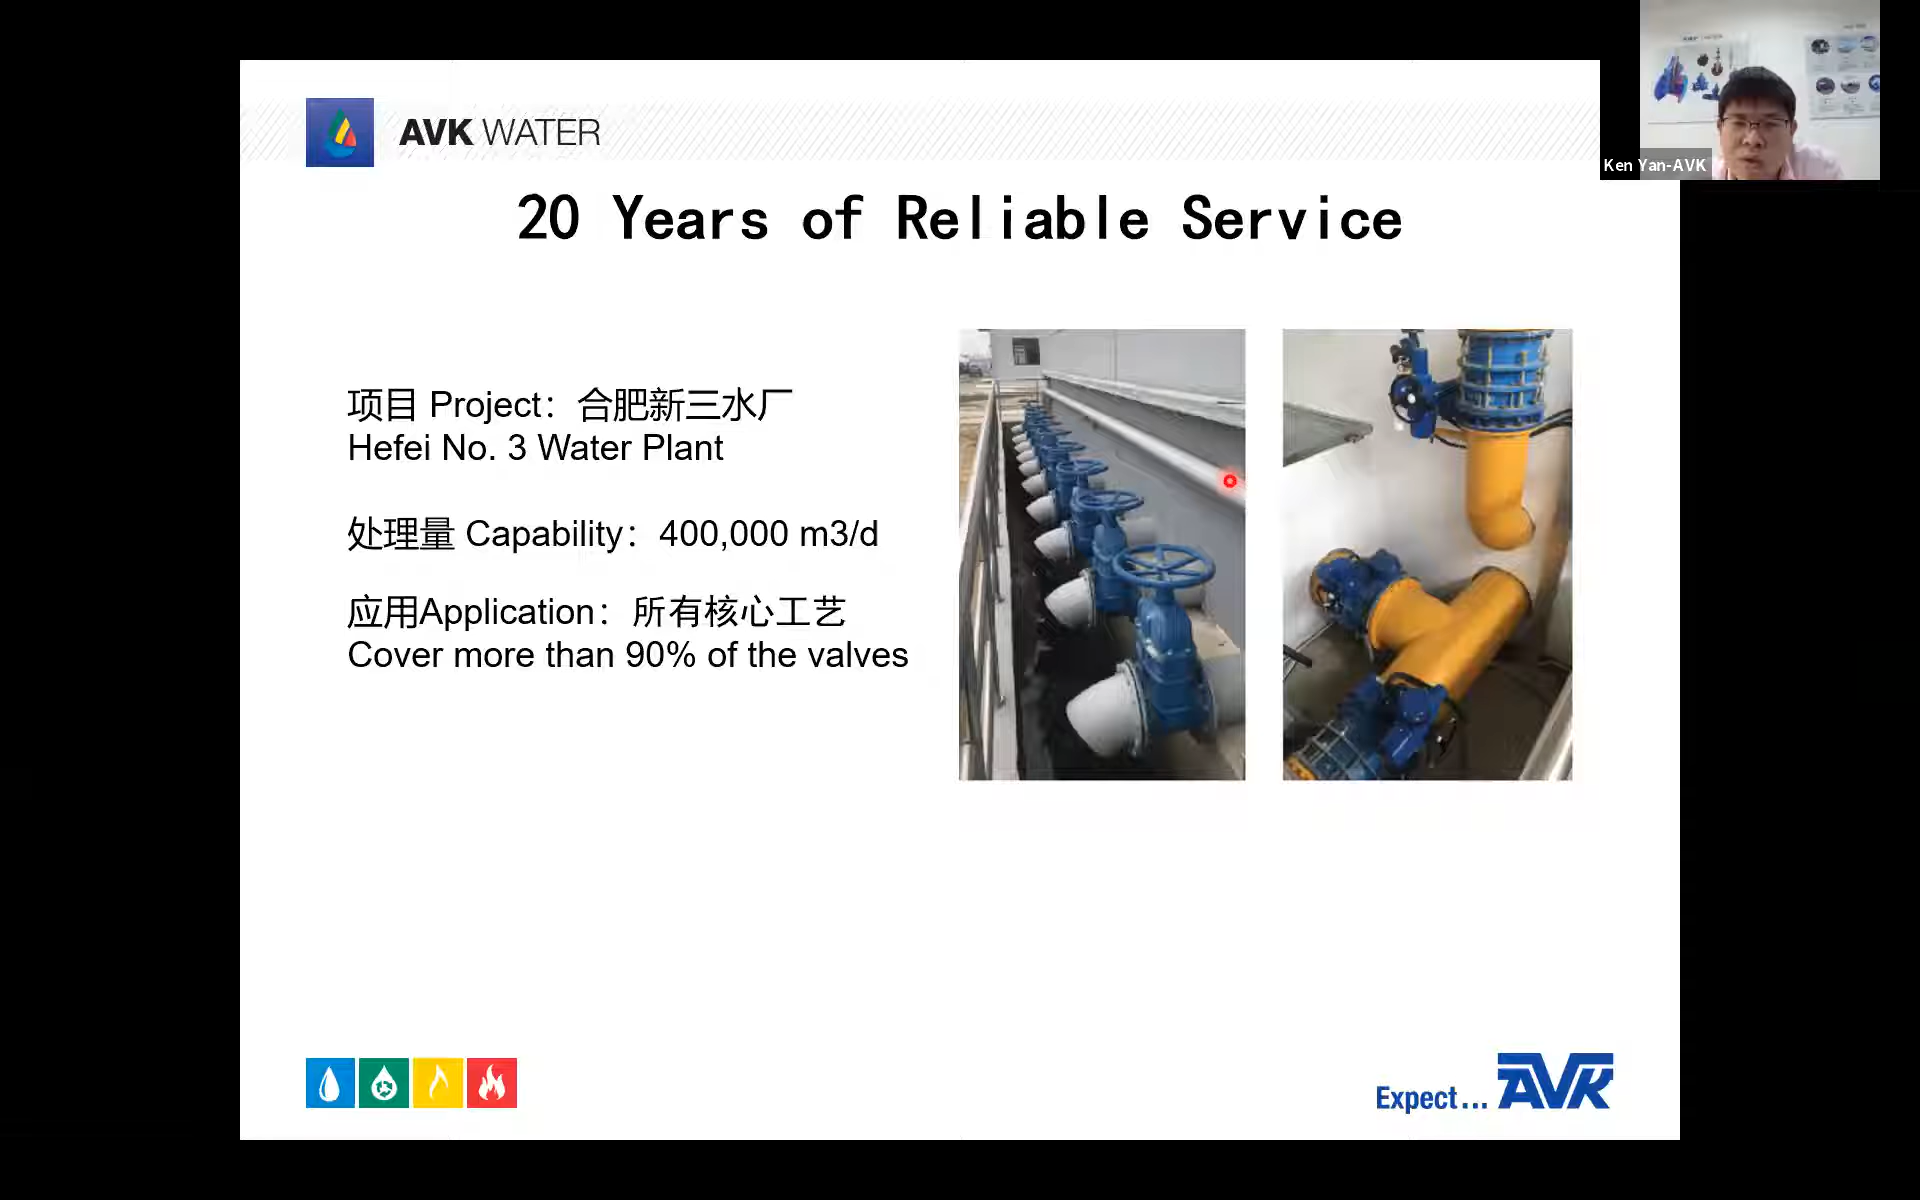 AVK WATER
Ken Yan-AVK
20 Years of Reliable Service
项目 Project：合肥新三水厂
Hefei No. 3 Water Plant
处理量 Capability：400,000 m3/d
应用Application：所有核心工艺
Cover more than 90% of the valves
Expect... AVK